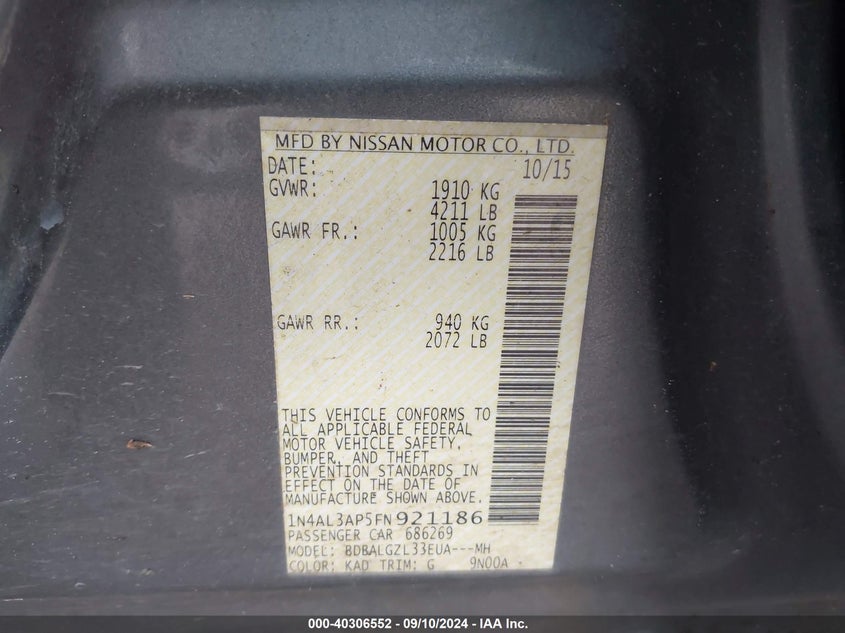 MFD BY NISSAN MOTOR CO., LTD.
DATE: 10/15
GVWR: 1910 KG
4211 LB
GAWR FR.: 1005 KG
2216 LB
GAWR RR.: 940 KG
2072 LB
THIS VEHICLE CONFORMS TO
ALL APPLICABLE FEDERAL
MOTOR VEHICLE SAFETY,
BUMPER, AND THEFT
PREVENTION STANDARDS IN
EFFECT ON THE DATE OF
MANUFACTURE SHOWN ABOVE.
1N4AL3AP5FN921186
PASSENGER CAR 686269
MODEL: BDBALGZL33EUA---MH
COLOR: KAD TRIM: G 9N00A
000-40306552 - 09/10/2024 - IAA Inc.